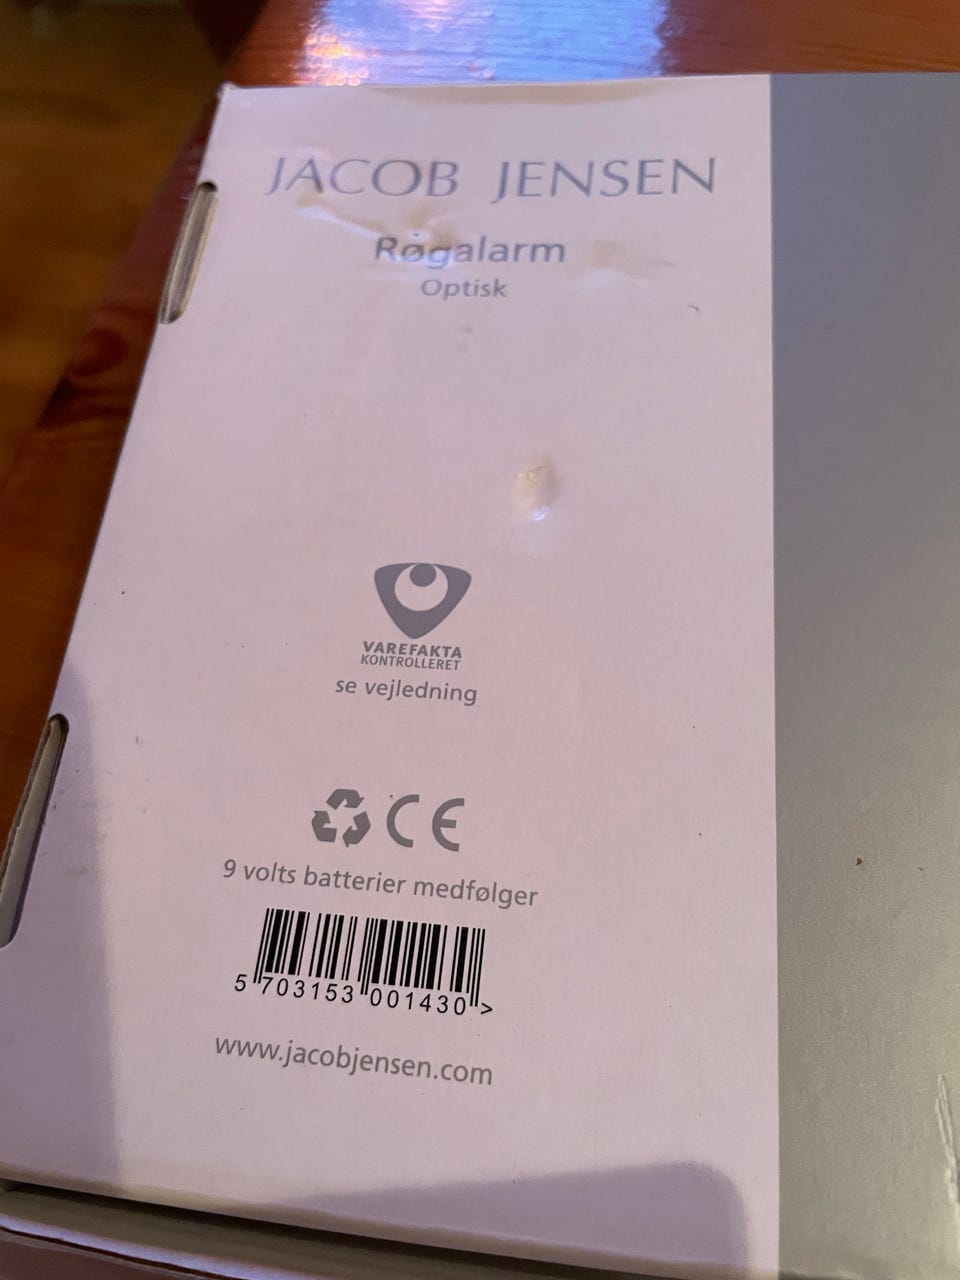 JACOB JENSEN
Røgalarm
Optisk
VAREFAKTA
KONTROLLERET
se vejledning
CE
9 volts batterier medfølger
5 703153 001430 >
www.jacobjensen.com